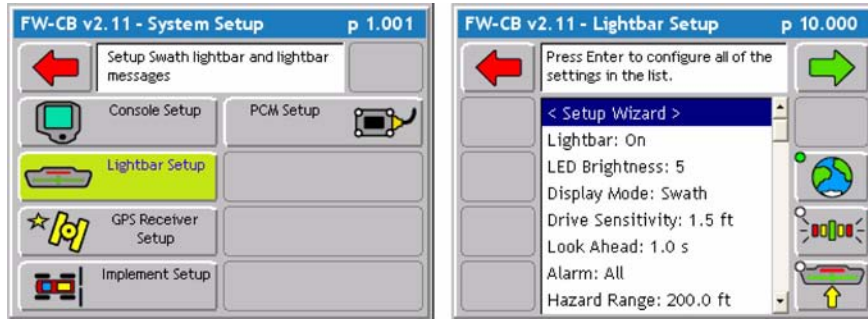 FW-CB v2.11 - System Setup p 1.001
Setup Swath lightbar and lightbar
messages
Console Setup
PCM Setup
Lightbar Setup
GPS Receiver
Setup
Implement Setup
FW-CB v2.11 - Lightbar Setup p 10.000
Press Enter to configure all of the
settings in the list.
< Setup Wizard >
Lightbar: On
LED Brightness: 5
Display Mode: Swath
Drive Sensitivity: 1.5 ft
Look Ahead: 1.0 s
Alarm: All
Hazard Range: 200.0 ft